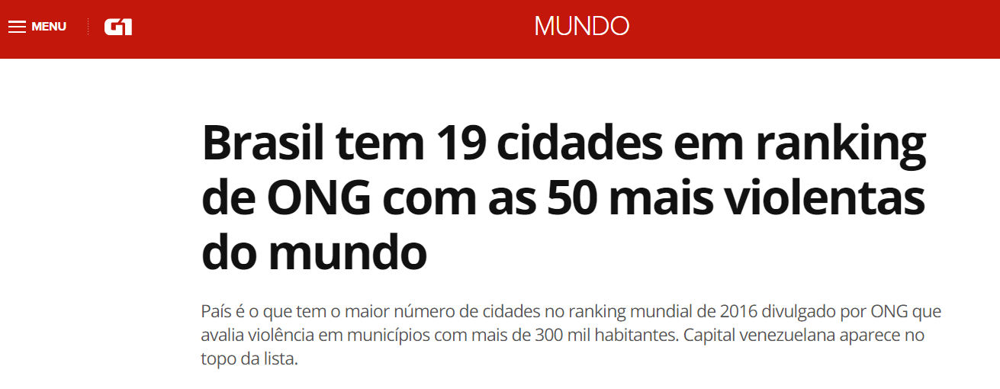 MENU
G1
MUNDO
Brasil tem 19 cidades em ranking
de ONG com as 50 mais violentas
do mundo
País é o que tem o maior número de cidades no ranking mundial de 2016 divulgado por ONG que
avalia violência em municípios com mais de 300 mil habitantes. Capital venezuelana aparece no
topo da lista.